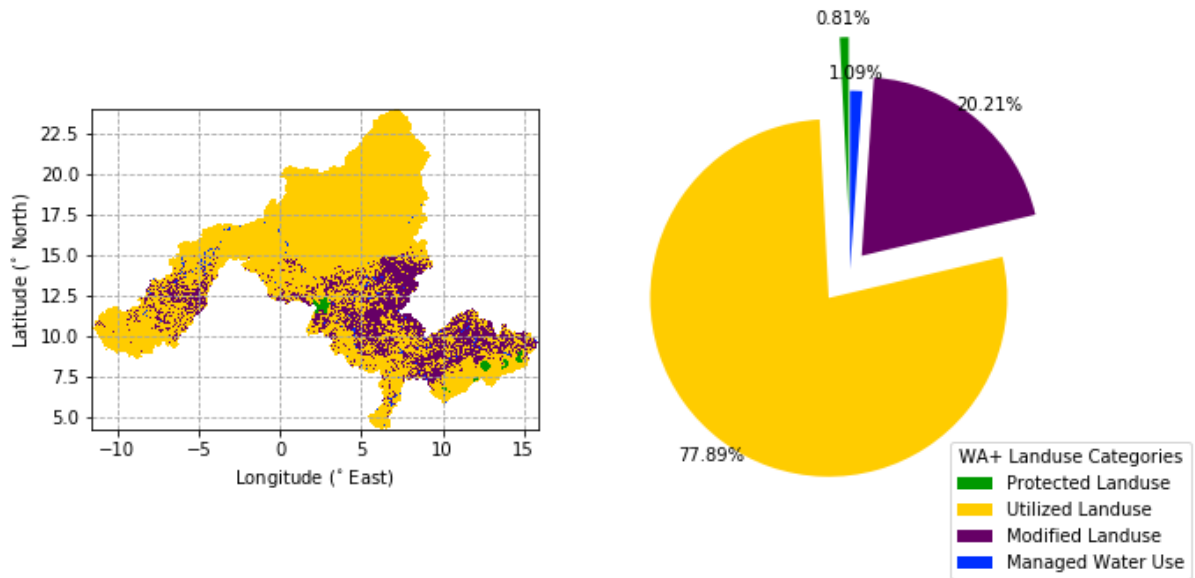 0.81%
1.09%
20.21%
77.89%
22.5
20.0
17.5
15.0
12.5
10.0
7.5
5.0
Latitude (° North)
−10
−5
0
5
10
15
Longitude (° East)
WA+ Landuse Categories
Protected Landuse
Utilized Landuse
Modified Landuse
Managed Water Use